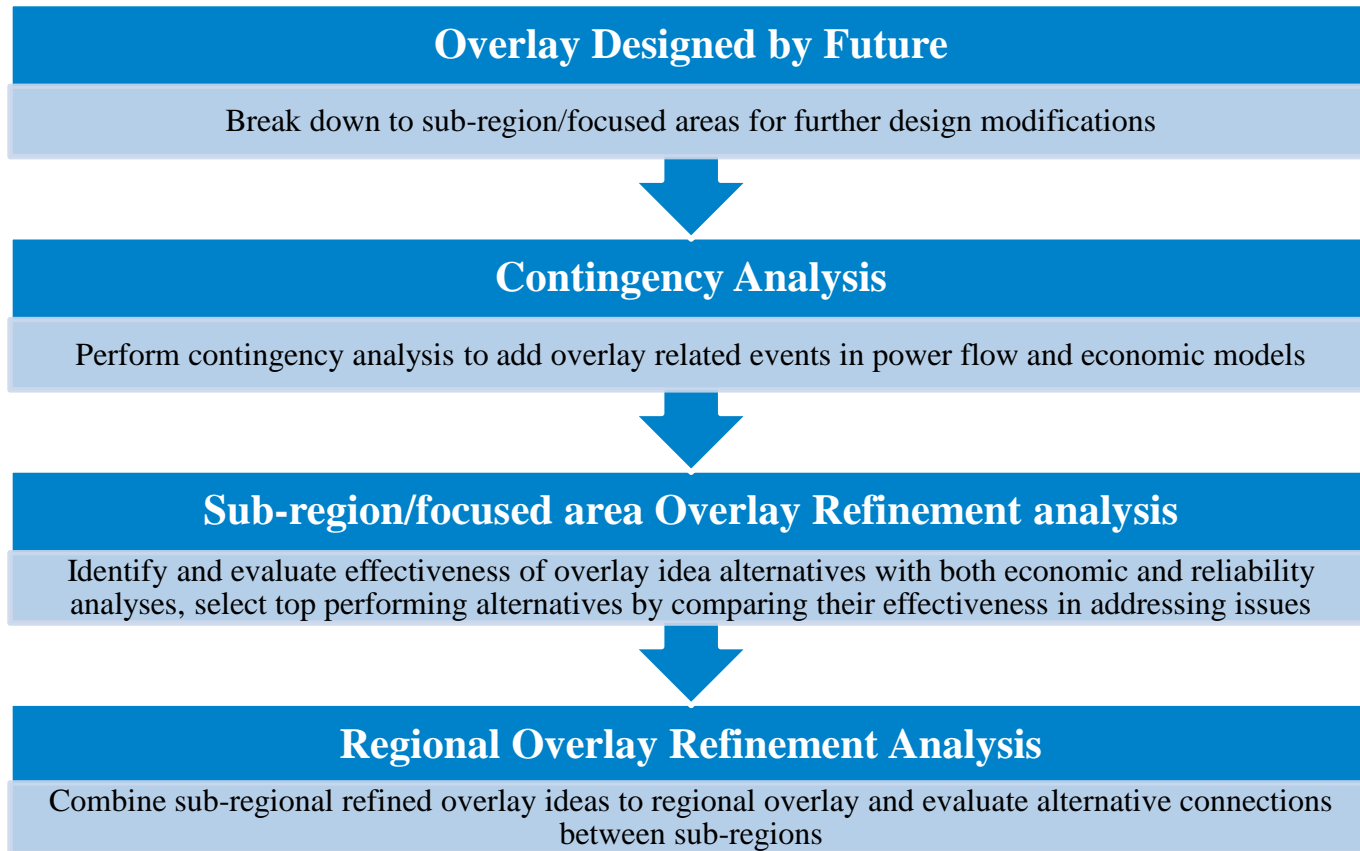 Overlay Designed by Future
Break down to sub-region/focused areas for further design modifications
Contingency Analysis
Perform contingency analysis to add overlay related events in power flow and economic models
Sub-region/focused area Overlay Refinement analysis
Identify and evaluate effectiveness of overlay idea alternatives with both economic and reliability
analyses, select top performing alternatives by comparing their effectiveness in addressing issues
Regional Overlay Refinement Analysis
Combine sub-regional refined overlay ideas to regional overlay and evaluate alternative connections
between sub-regions